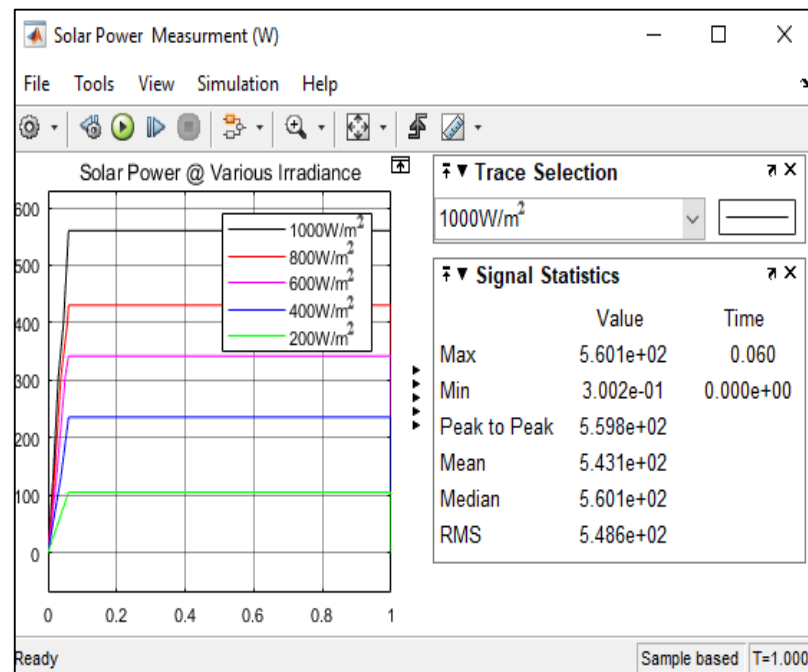 Solar Power Measurment (W)
File Tools View Simulation Help
Solar Power @ Various Irradiance
600
500
400
300
200
100
0
0 0.2 0.4 0.6 0.8 1
1000W/m²
800W/m²
600W/m²
400W/m²
200W/m²
Trace Selection
1000W/m²
Signal Statistics
Value Time
Max 5.601e+02 0.060
Min 3.002e-01 0.000e+00
Peak to Peak 5.598e+02
Mean 5.431e+02
Median 5.601e+02
RMS 5.486e+02
Ready Sample based T=1.000